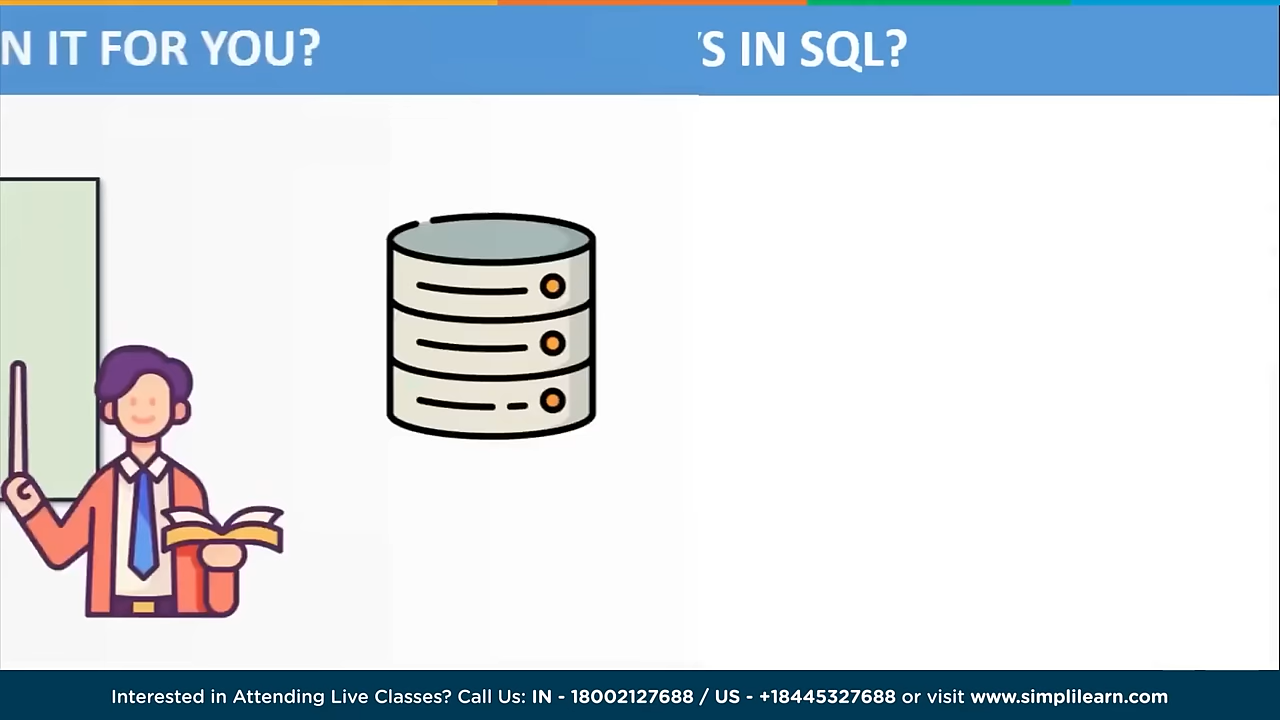 N IT FOR YOU?
S IN SQL?
Interested in Attending Live Classes? Call Us: IN - 18002127688 / US - +18445327688 or visit www.simplilearn.com